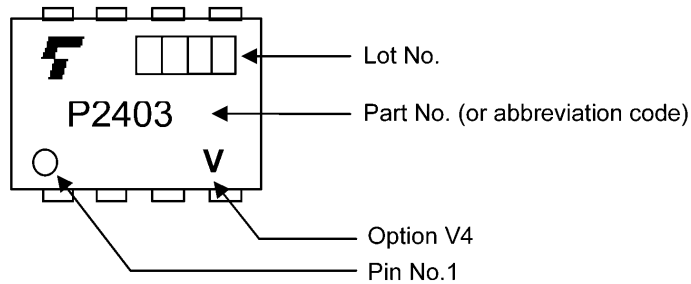 Lot No.
P2403
Part No. (or abbreviation code)
V
Option V4
Pin No.1